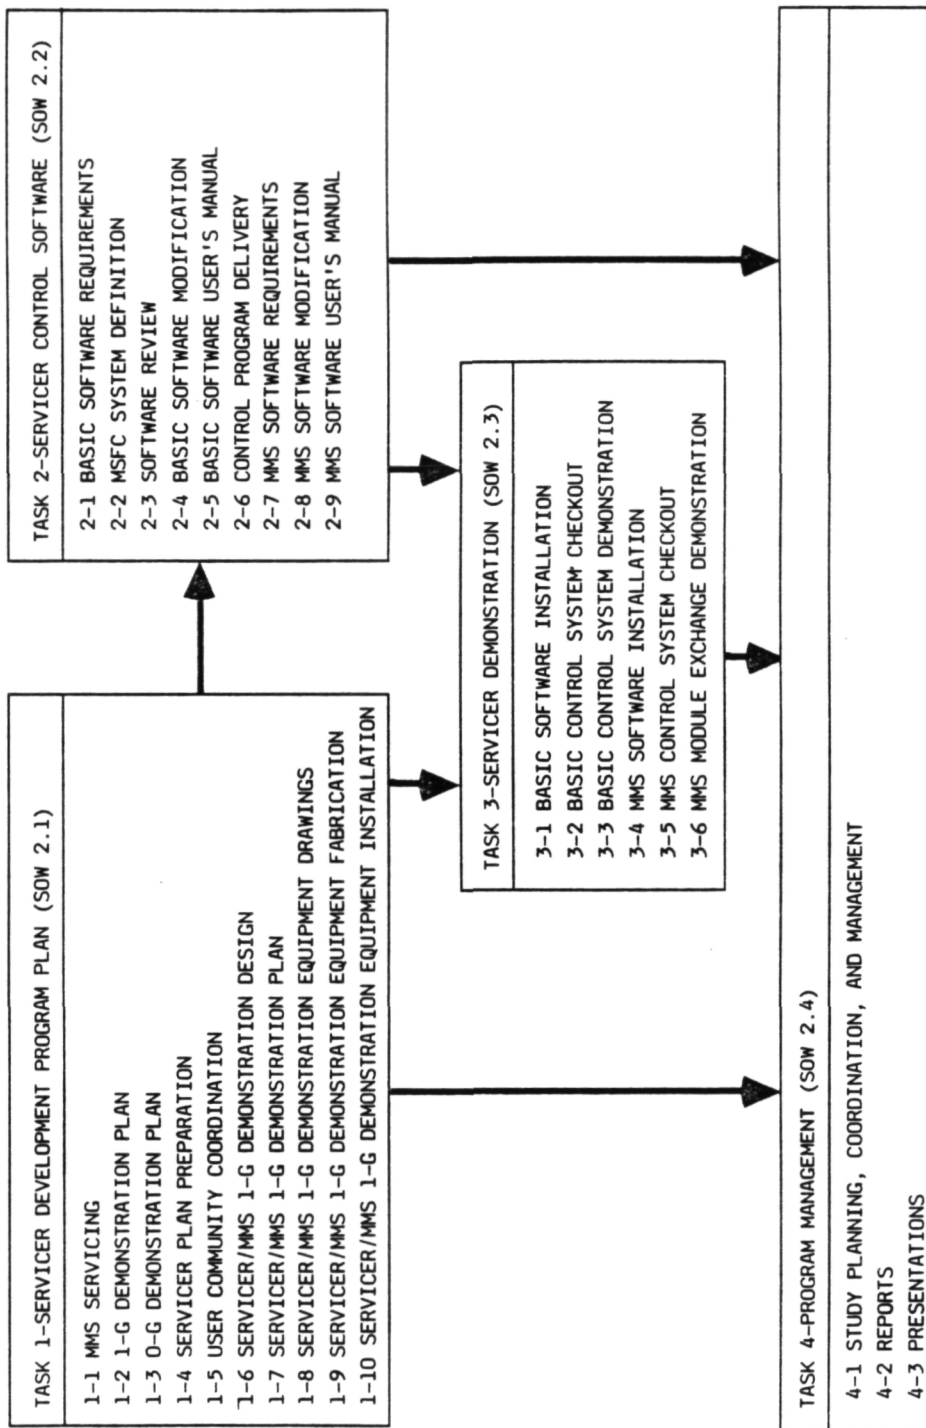 TASK 1-SERVICER DEVELOPMENT PROGRAM PLAN (SOW 2.1)
1-1 MMS SERVICING
1-2 1-G DEMONSTRATION PLAN
1-3 0-G DEMONSTRATION PLAN
1-4 SERVICER PLAN PREPARATION
1-5 USER COMMUNITY COORDINATION
1-6 SERVICER/MMS 1-G DEMONSTRATION DESIGN
1-7 SERVICER/MMS 1-G DEMONSTRATION PLAN
1-8 SERVICER/MMS 1-G DEMONSTRATION EQUIPMENT DRAWINGS
1-9 SERVICER/MMS 1-G DEMONSTRATION EQUIPMENT FABRICATION
1-10 SERVICER/MMS 1-G DEMONSTRATION EQUIPMENT INSTALLATION
TASK 2-SERVICER CONTROL SOFTWARE (SOW 2.2)
2-1 BASIC SOFTWARE REQUIREMENTS
2-2 MSFC SYSTEM DEFINITION
2-3 SOFTWARE REVIEW
2-4 BASIC SOFTWARE MODIFICATION
2-5 BASIC SOFTWARE USER'S MANUAL
2-6 CONTROL PROGRAM DELIVERY
2-7 MMS SOFTWARE REQUIREMENTS
2-8 MMS SOFTWARE MODIFICATION
2-9 MMS SOFTWARE USER'S MANUAL
TASK 3-SERVICER DEMONSTRATION (SOW 2.3)
3-1 BASIC SOFTWARE INSTALLATION
3-2 BASIC CONTROL SYSTEM CHECKOUT
3-3 BASIC CONTROL SYSTEM DEMONSTRATION
3-4 MMS SOFTWARE INSTALLATION
3-5 MMS CONTROL SYSTEM CHECKOUT
3-6 MMS MODULE EXCHANGE DEMONSTRATION
TASK 4-PROGRAM MANAGEMENT (SOW 2.4)
4-1 STUDY PLANNING, COORDINATION, AND MANAGEMENT
4-2 REPORTS
4-3 PRESENTATIONS